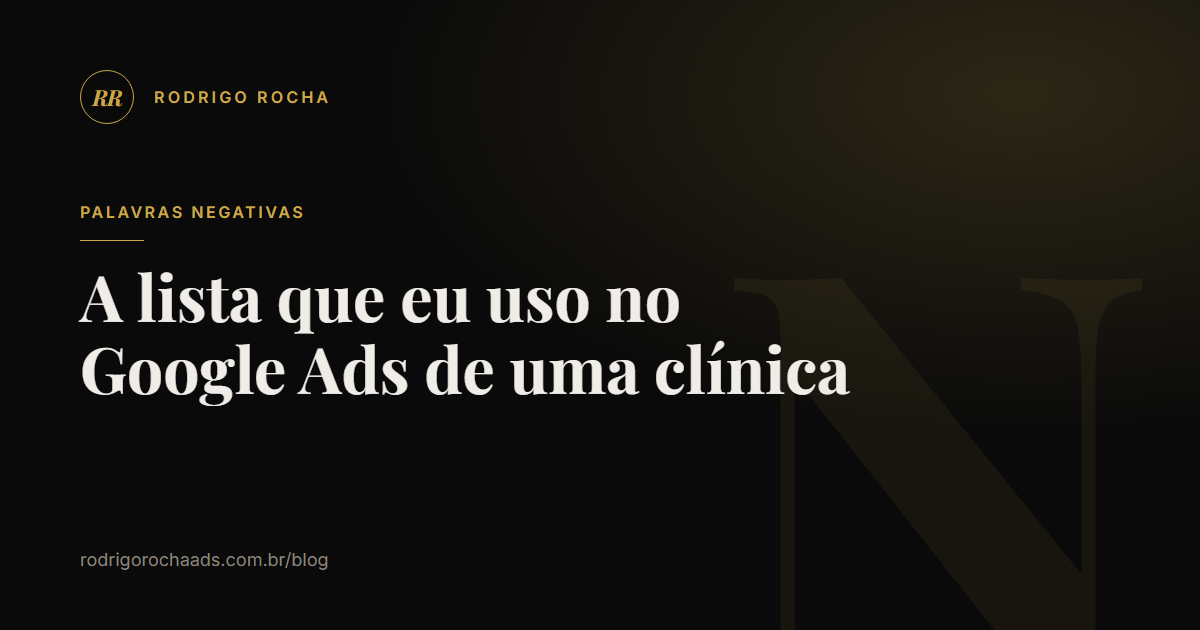 RR
RODRIGO ROCHA
PALAVRAS NEGATIVAS
A lista que eu uso no
Google Ads de uma clínica
N
rodrigorochaads.com.br/blog